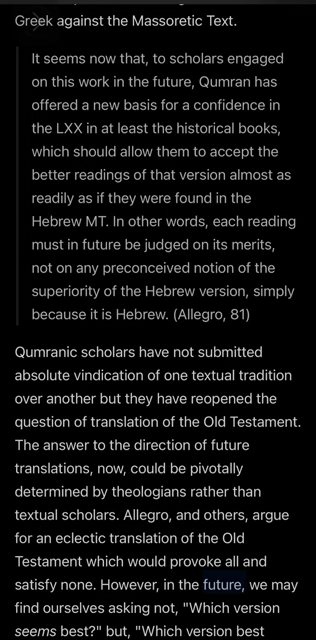 Greek against the Massoretic Text.
It seems now that, to scholars engaged
on this work in the future, Qumran has
offered a new basis for a confidence in
the LXX in at least the historical books,
which should allow them to accept the
better readings of that version almost as
readily as if they were found in the
Hebrew MT. In other words, each reading
must in future be judged on its merits,
not on any preconceived notion of the
superiority of the Hebrew version, simply
because it is Hebrew. (Allegro, 81)
Qumranic scholars have not submitted
absolute vindication of one textual tradition
over another but they have reopened the
question of translation of the Old Testament.
The answer to the direction of future
translations, now, could be pivotally
determined by theologians rather than
textual scholars. Allegro, and others, argue
for an eclectic translation of the Old
Testament which would provoke all and
satisfy none. However, in the future, we may
find ourselves asking not, "Which version
seems best?" but, "Which version best